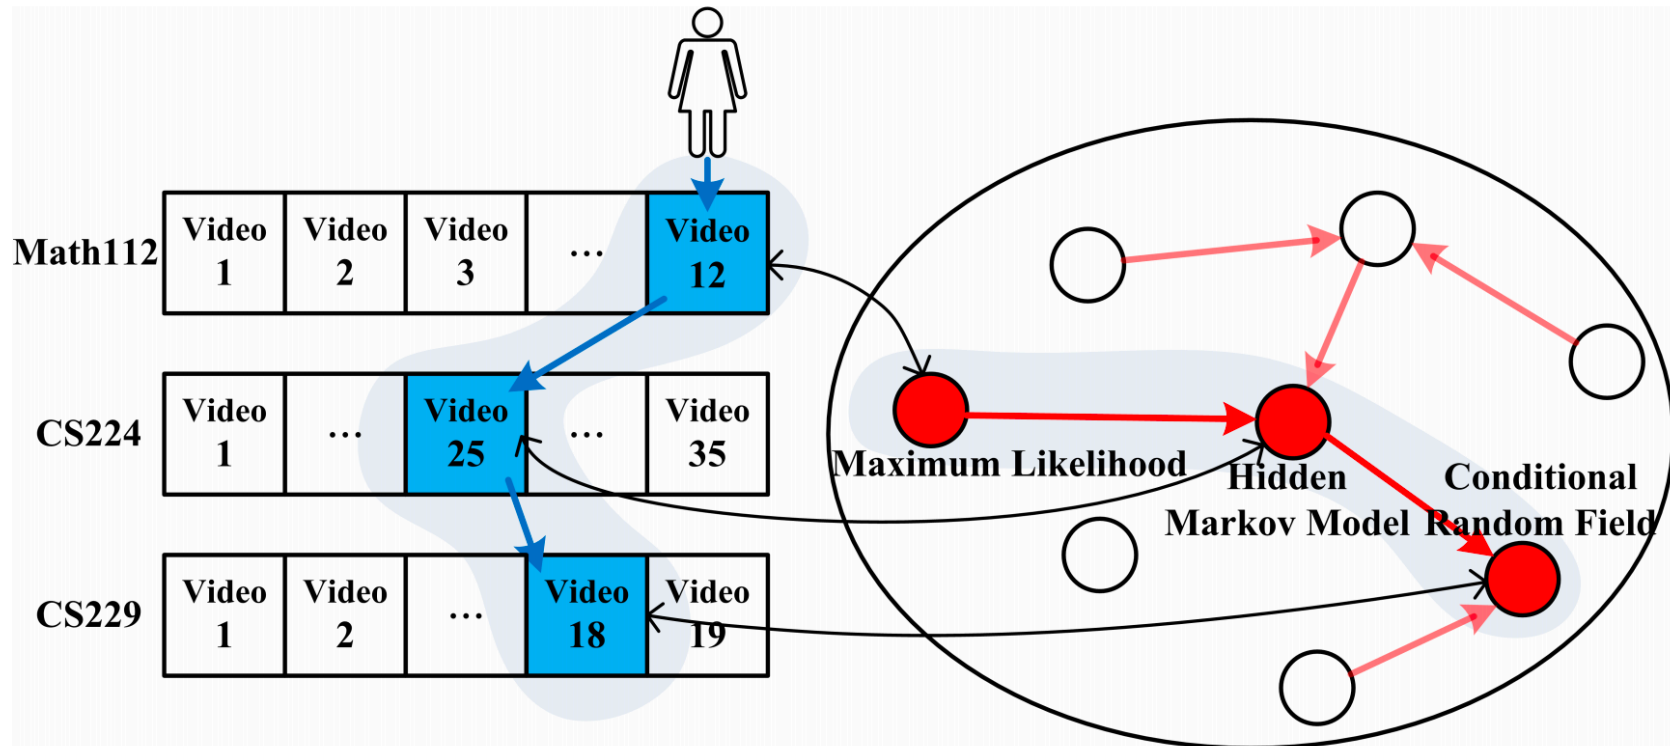 Math112
Video 1
Video 2
Video 3
...
Video 12
CS224
Video 1
...
Video 25
...
Video 35
CS229
Video 1
Video 2
...
Video 18
Video 19
Maximum Likelihood
Hidden
Markov Model
Conditional
Random Field